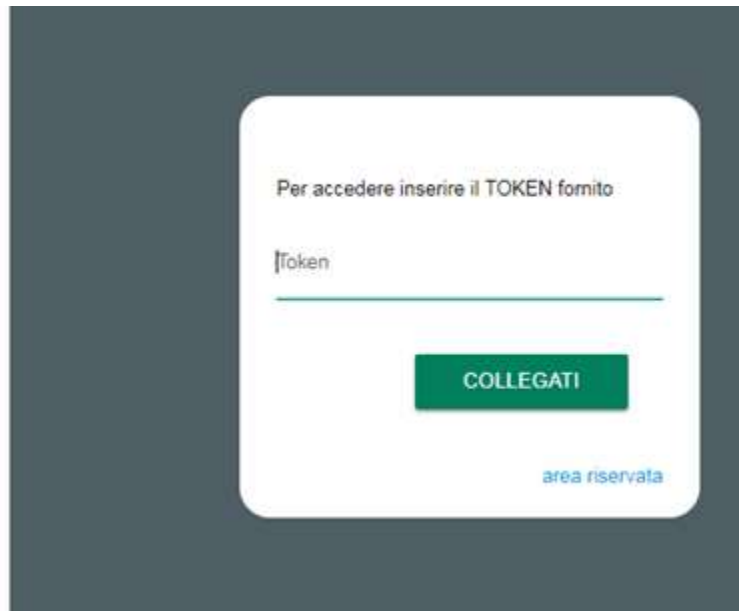 Per accedere inserire il TOKEN fornito
Token
COLLEGATI
area riservata